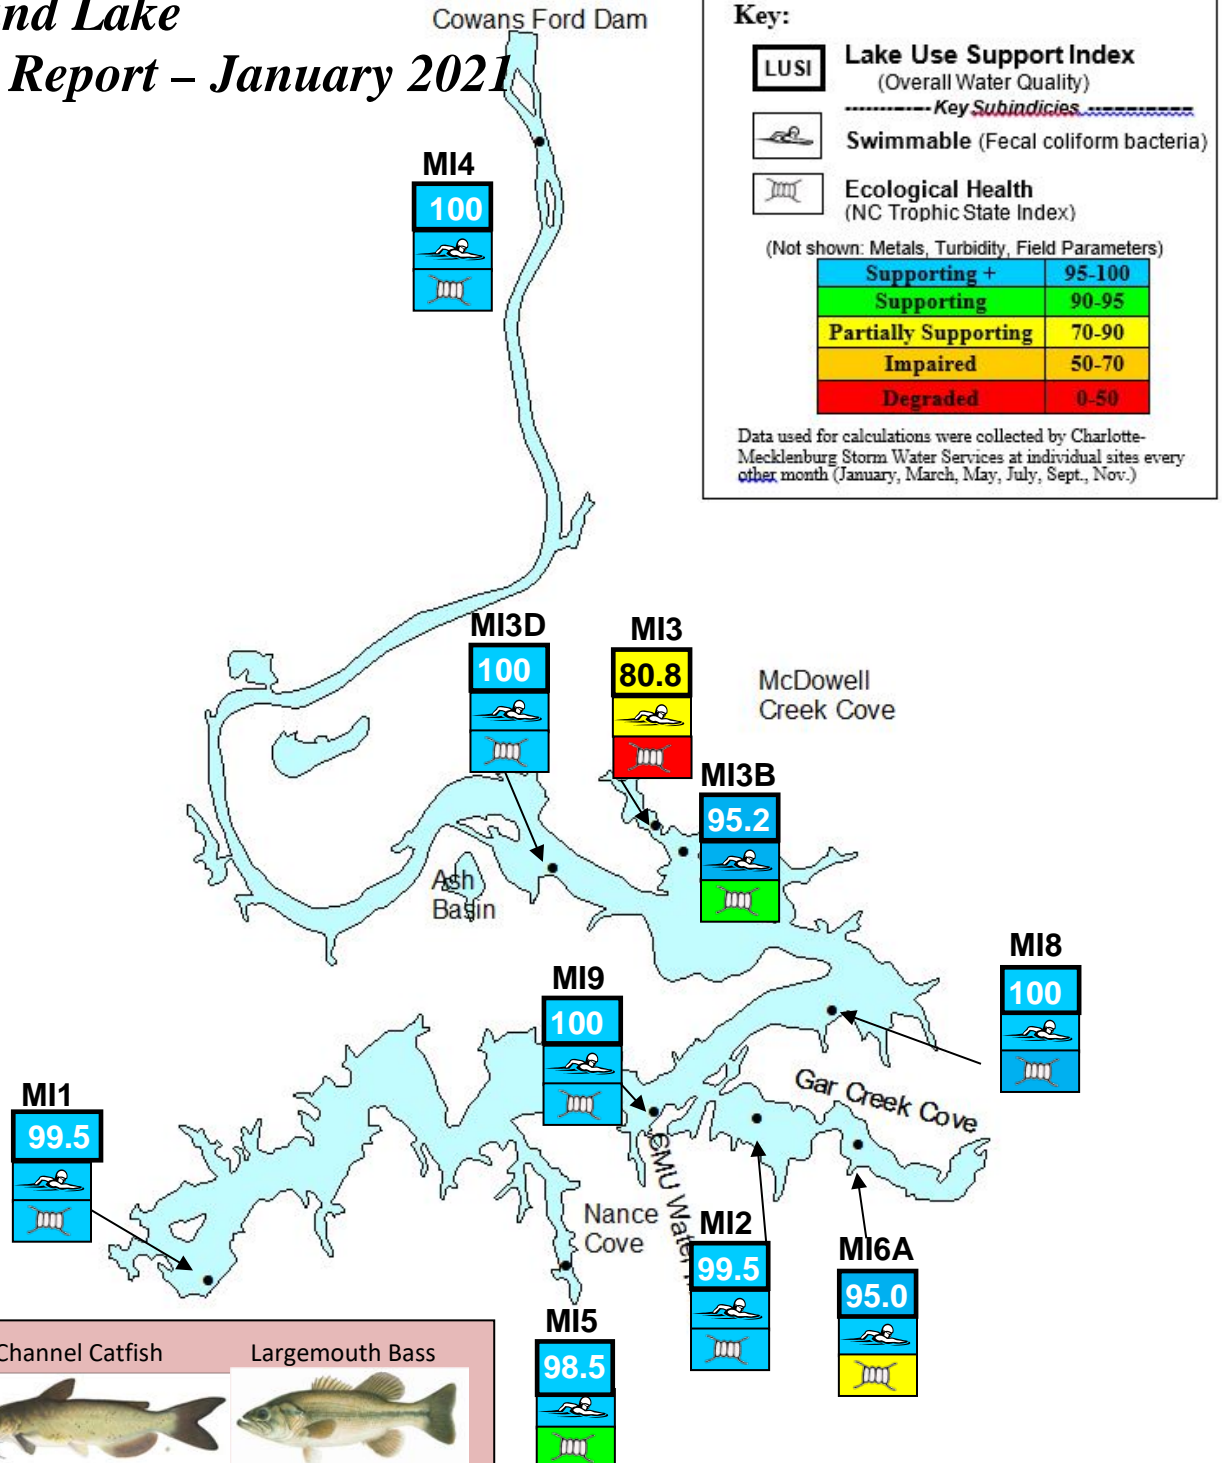 Lake
Report – January 2021
Cowans Ford Dam
Key:
LUSI
Lake Use Support Index
(Overall Water Quality)
Key Subindicies
Swimmable (Fecal coliform bacteria)
Ecological Health
(NC Trophic State Index)
(Not shown: Metals, Turbidity, Field Parameters)
Supporting + 95-100
Supporting 90-95
Partially Supporting 70-90
Impaired 50-70
Degraded 0-50
Data used for calculations were collected by Charlotte-
Mecklenburg Storm Water Services at individual sites every
other month (January, March, May, July, Sept., Nov.)
MI4
100
MI3D
100
MI3
80.8
McDowell
Creek Cove
MI3B
95.2
Ash
Basin
MI8
100
MI9
100
Gar Creek Cove
MI1
99.5
CMU Water
Nance
Cove
MI2
99.5
MI6A
95.0
MI5
98.5
Channel Catfish
Largemouth Bass